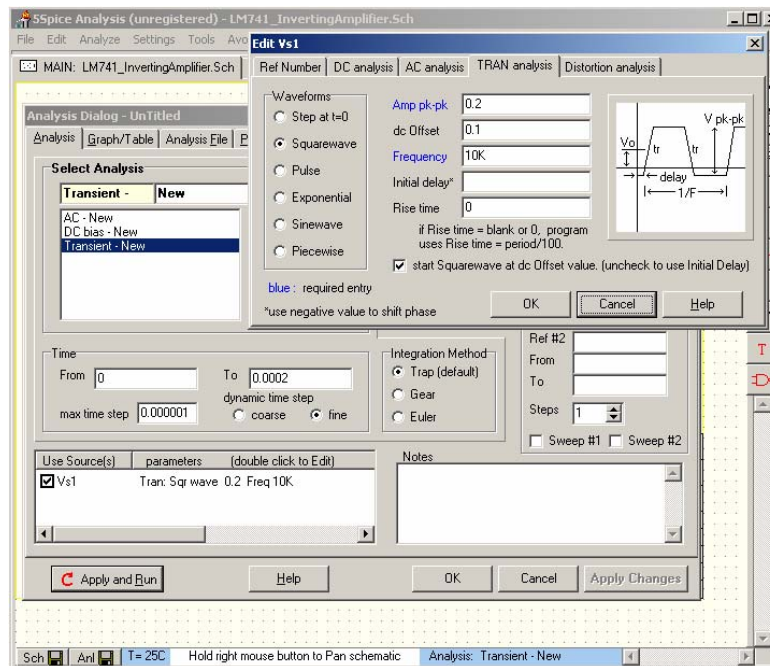 5Spice Analysis (unregistered) - LM741_InvertingAmplifier.Sch
File Edit Analyze Settings Tools Avo
MAIN: LM741_InvertingAmplifier.Sch
Edit Vs1
Ref Number DC analysis AC analysis TRAN analysis Distortion analysis
Waveforms
Step at t=0
Squarewave
Pulse
Exponential
Sinewave
Piecewise
Amp pk-pk 0.2
dc Offset 0.1
Frequency 10K
Initial delay*
Rise time 0
if Rise time = blank or 0, program
uses Rise time = period/100.
start Squarewave at dc Offset value. (uncheck to use Initial Delay)
V pk-pk
Vo
tr
tr
delay
1/F
blue : required entry
*use negative value to shift phase
OK Cancel Help
Analysis Dialog - UnTitled
Analysis Graph/Table Analysis File P
Select Analysis
Transient - New
AC - New
DC bias - New
Transient - New
Time
From 0 To 0.0002
max time step 0.000001
dynamic time step
coarse fine
Integration Method
Trap (default)
Gear
Euler
Ref #2
From
To
Steps 1
Sweep #1 Sweep #2
Use Source(s) parameters (double click to Edit)
Vs1 Tran: Sqr wave 0.2 Freq 10K
Notes
Apply and Run Help OK Cancel Apply Changes
T
Sch Anl T= 25C Hold right mouse button to Pan schematic Analysis: Transient - New